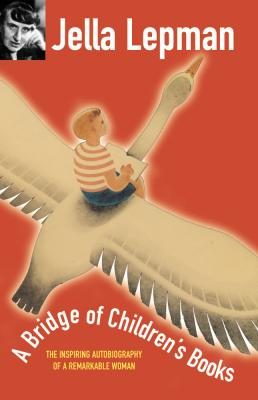 Jella Lepman
A Bridge of Children's Books
THE INSPIRING AUTOBIOGRAPHY
OF A REMARKABLE WOMAN